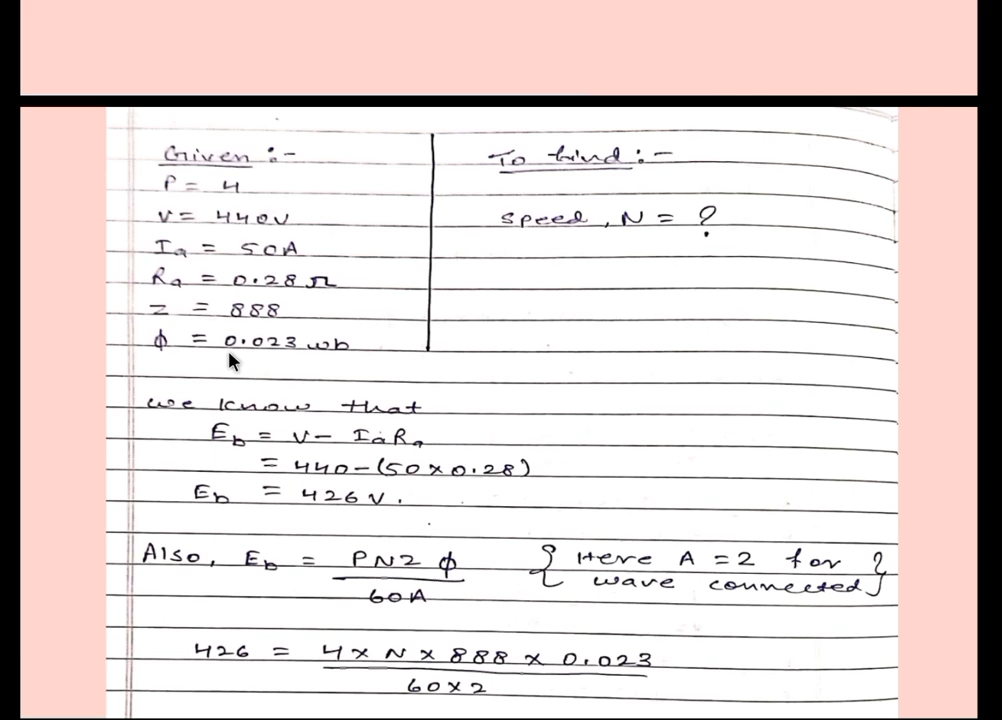 Given :-
P = 4
V = 440V
Ia = 50A
Ra = 0.28 Ω
Z = 888
ϕ = 0.023 wb
To find :-
Speed, N = ?
we know that
Eb = V - IaRa
= 440 - (50 × 0.28)
Eb = 426 V.
Also, Eb = PNZ ϕ / 60A { Here A = 2 for wave connected }
426 = 4 × N × 888 × 0.023 / 60 × 2